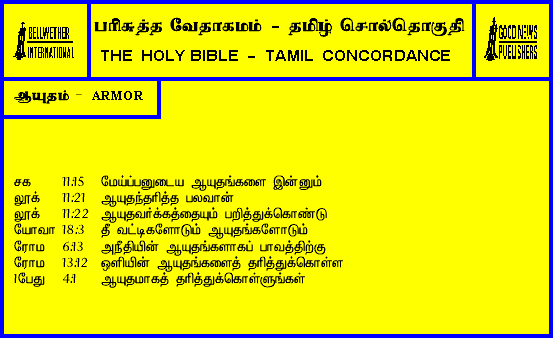 BELLWETHER
INTERNATIONAL
பரிசுத்த வேதாகமம் - தமிழ் சொல்தொகுதி
THE HOLY BIBLE - TAMIL CONCORDANCE
GOOD NEWS
PUBLISHERS
ஆயுதம் - ARMOR
சக 11:15 மேய்ப்பனுடைய ஆயுதங்களை இன்னும்
லூக் 11:21 ஆயுதந்தரித்த பலவான்
லூக் 11:22 ஆயுதவர்க்கத்தையும் பறித்துக்கொண்டு
யோவா 18:3 தீ வட்டிகளோடும் ஆயுதங்களோடும்
ரோம 6:13 அநீதியின் ஆயுதங்களாகப் பாவத்திற்கு
ரோம 13:12 ஒளியின் ஆயுதங்களைத் தரித்துக்கொள்ள
1பேது 4:1 ஆயுதமாகத் தரித்துக்கொள்ளுங்கள்